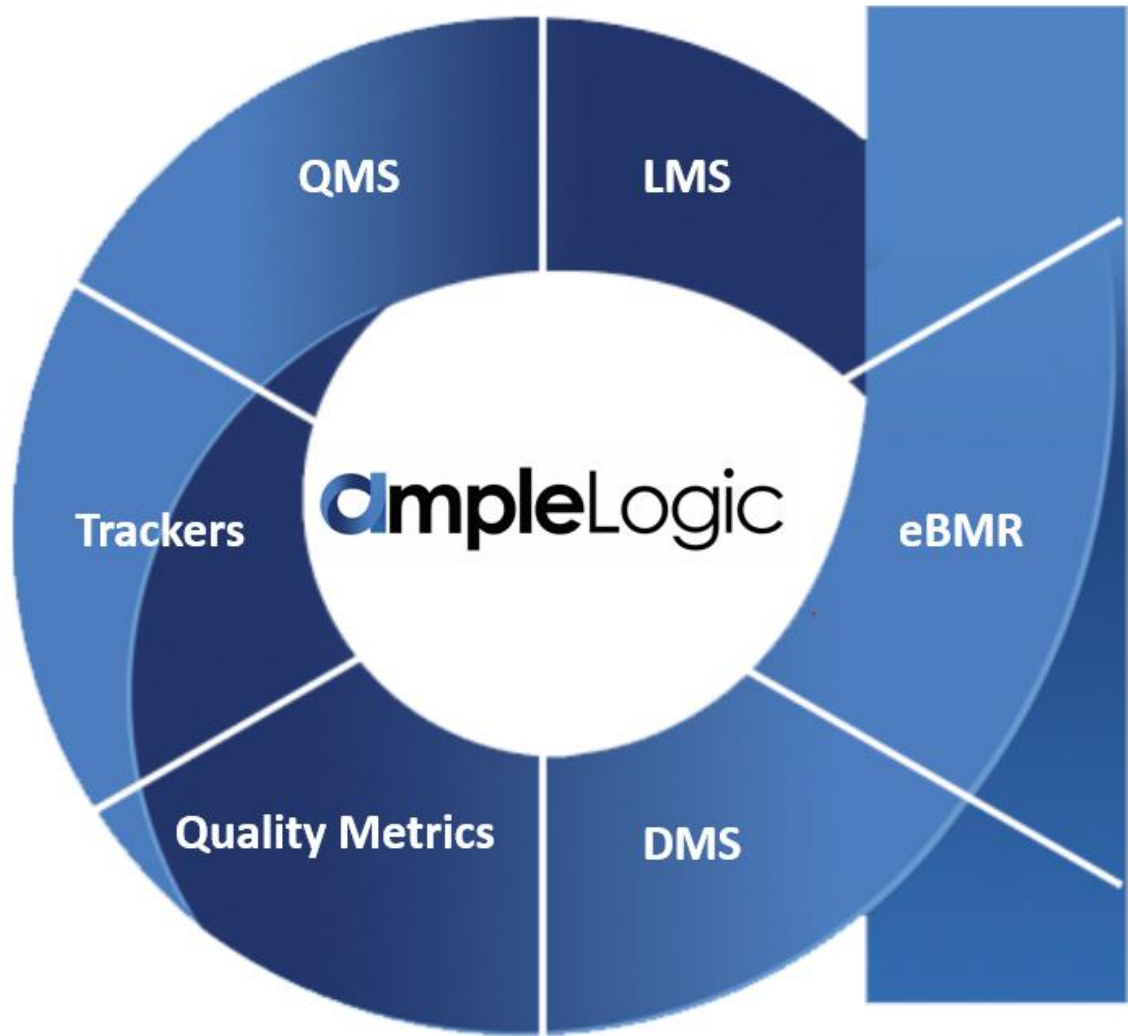 QMS
LMS
ampleLogic
Trackers
eBMR
Quality Metrics
DMS